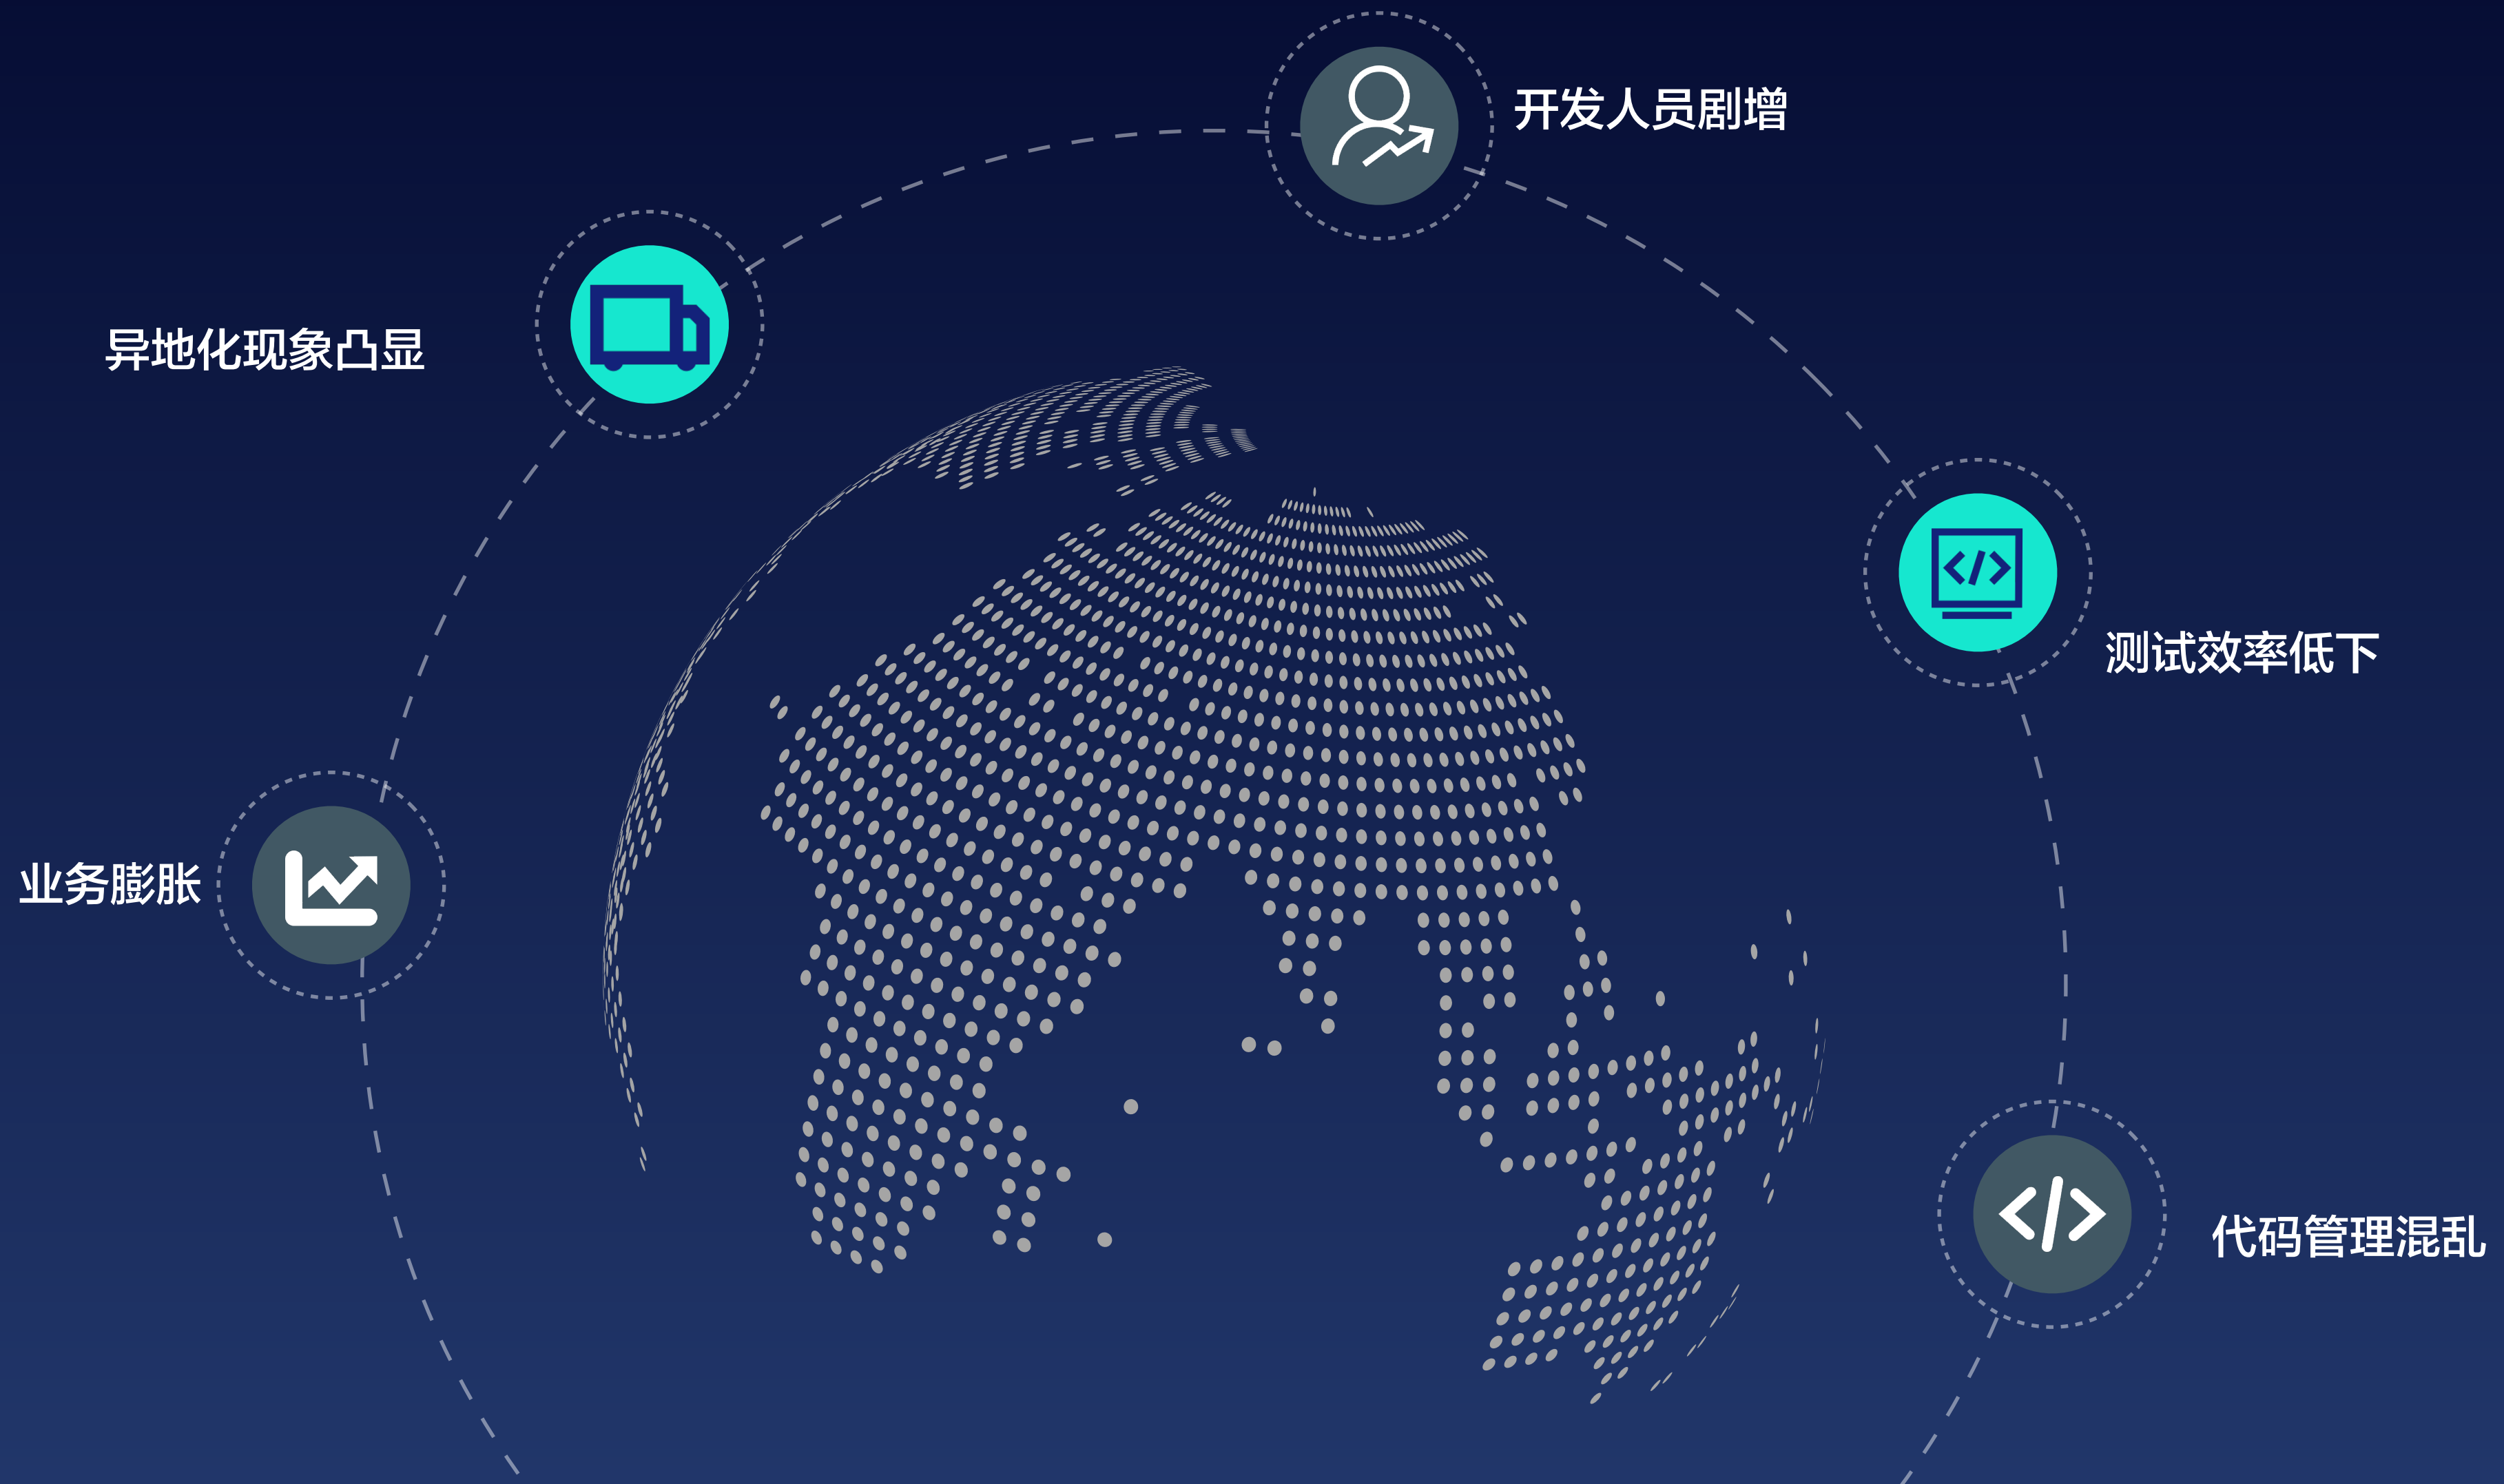 开发人员剧增
异地化现象凸显
测试效率低下
业务膨胀
代码管理混乱